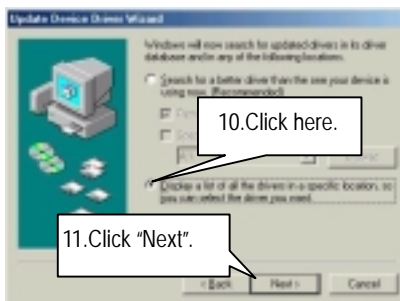 Update Device Driver Wizard
Windows will now search for updated drivers in its driver
database and in any of the following locations.
Search for a better driver than the one your device is
using now. (Recommended)
10.Click here.
Display a list of all the drivers in a specific location, so
you can select the driver you want.
11.Click “Next”.
< Back
Next >
Cancel